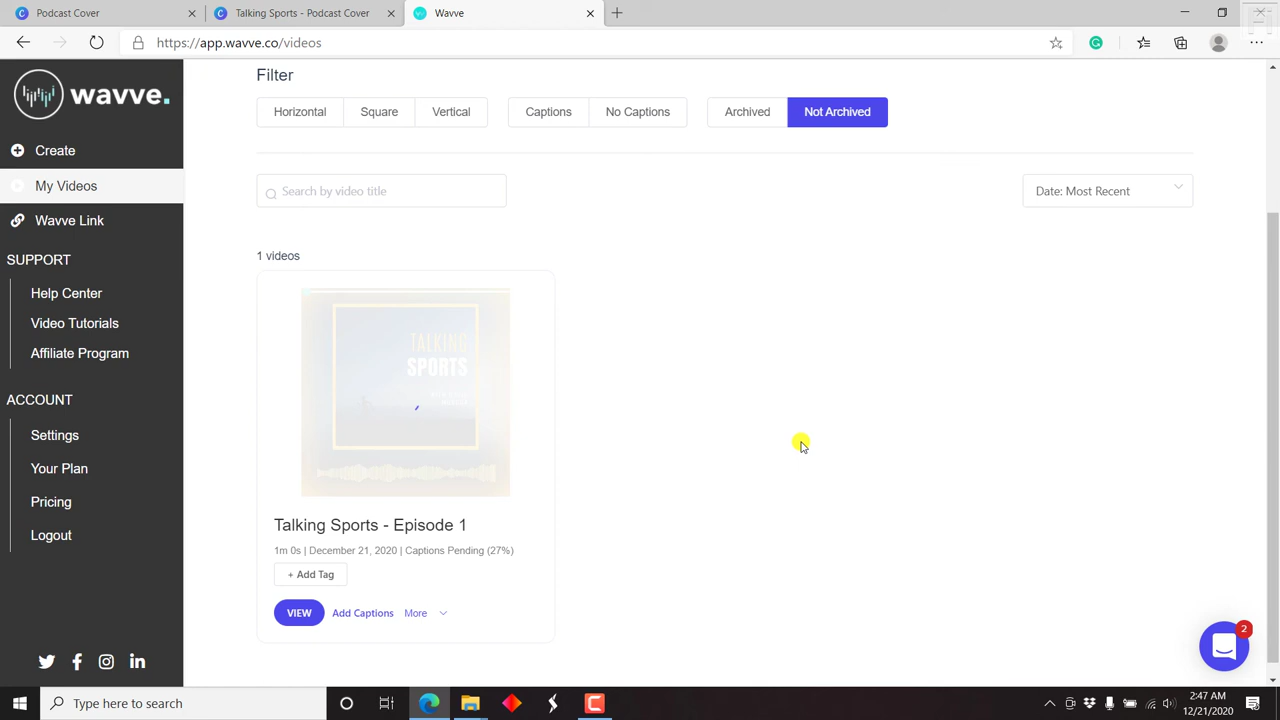 Podcast Cover
Talking Sports - Podcast Cover
Wavve
https://app.wavve.co/videos
wavve.
Create
My Videos
Wavve Link
SUPPORT
Help Center
Video Tutorials
Affiliate Program
ACCOUNT
Settings
Your Plan
Pricing
Logout
Filter
Horizontal
Square
Vertical
Captions
No Captions
Archived
Not Archived
Search by video title
Date: Most Recent
1 videos
TALKING
SPORTS
Talking Sports - Episode 1
1m 0s | December 21, 2020 | Captions Pending (27%)
+ Add Tag
VIEW
Add Captions
More
2
Type here to search
2:47 AM
12/21/2020